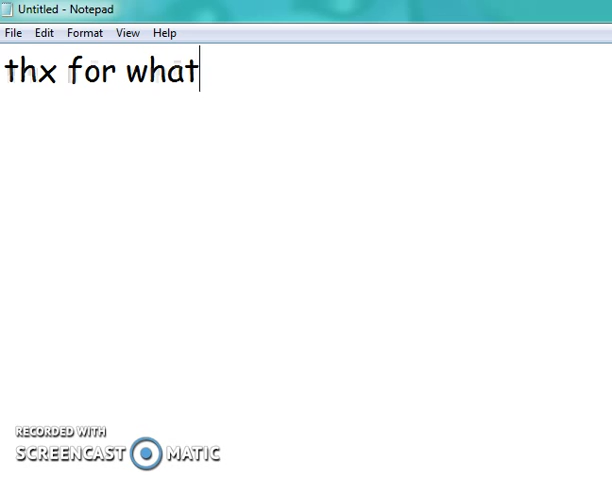 Untitled - Notepad
File Edit Format View Help
thx for what
RECORDED WITH
SCREENCAST MATIC